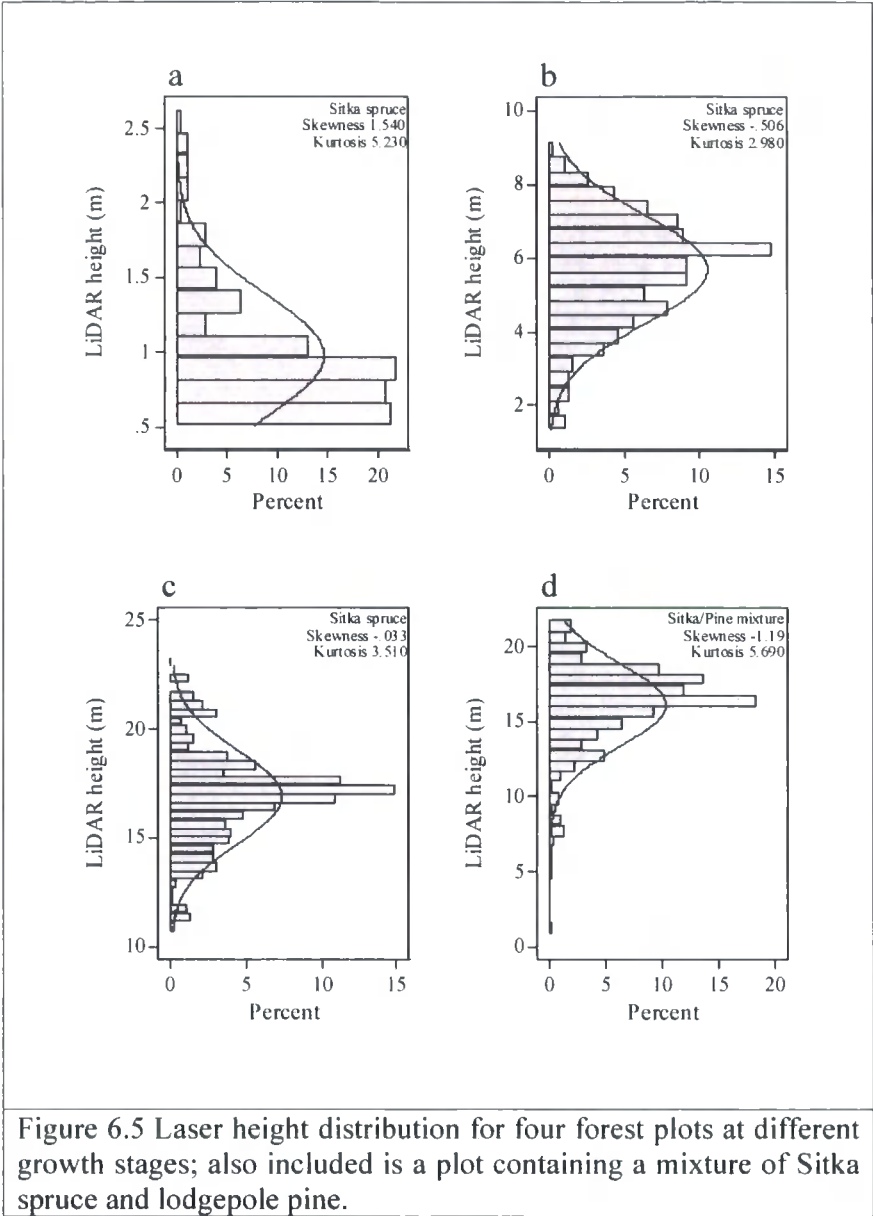 a
Sitka spruce
Skewness 1.540
Kurtosis 5.230
LiDAR height (m)
2.5
2
1.5
1
.5
0 5 10 15 20
Percent
b
Sitka spruce
Skewness -.506
Kurtosis 2.980
LiDAR height (m)
10
8
6
4
2
0 5 10 15
Percent
c
Sitka spruce
Skewness -.033
Kurtosis 3.510
LiDAR height (m)
25
20
15
10
0 5 10 15
Percent
d
Sitka/Pine mixture
Skewness -1.19
Kurtosis 5.690
LiDAR height (m)
20
15
10
5
0
0 5 10 15 20
Percent
Figure 6.5 Laser height distribution for four forest plots at different
growth stages; also included is a plot containing a mixture of Sitka
spruce and lodgepole pine.